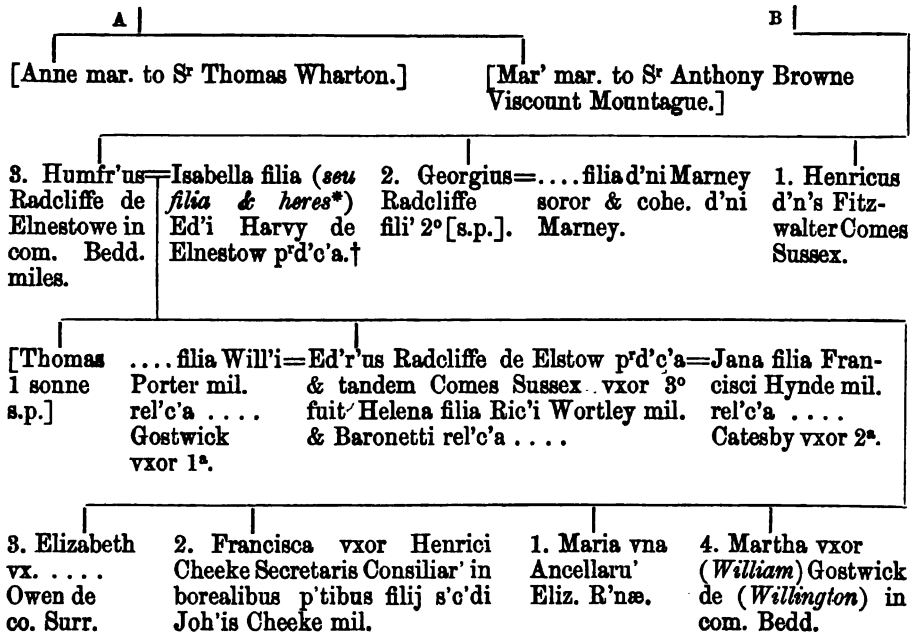 A
B
[Anne mar. to Sʳ Thomas Wharton.]
[Mar' mar. to Sʳ Anthony Browne
Viscount Mountague.]
3. Humfr'us=Isabella filia (seu
Radcliffe de filia & heres*)
Elnestowe in Ed'i Harvy de
com. Bedd. Elnestow pʳd'c'a.†
miles.
2. Georgius=....filia d'ni Marney
Radcliffe soror & cohe. d'ni
fili' 2º [s.p.]. Marney.
1. Henricus
d'n's Fitz-
walter Comes
Sussex.
[Thomas
1 sonne
s.p.]
.... filia Will'i=Ed'r'us Radcliffe de Elstow pʳd'c'a=Jana filia Fran-
Porter mil. & tandem Comes Sussex vxor 3º cisci Hynde mil.
rel'c'a .... fuit Helena filia Ric'i Wortley mil. rel'c'a ....
Gostwick & Baronetti rel'c'a .... Catesby vxor 2ª.
vxor 1ª.
3. Elizabeth
vx. ....
Owen de
co. Surr.
2. Francisca vxor Henrici
Cheeke Secretaris Consiliar' in
borealibus p'tibus filij s'c'di
Joh'is Cheeke mil.
1. Maria vna
Ancellaru'
Eliz. R'næ.
4. Martha vxor
(William) Gostwick
de (Willington) in
com. Bedd.